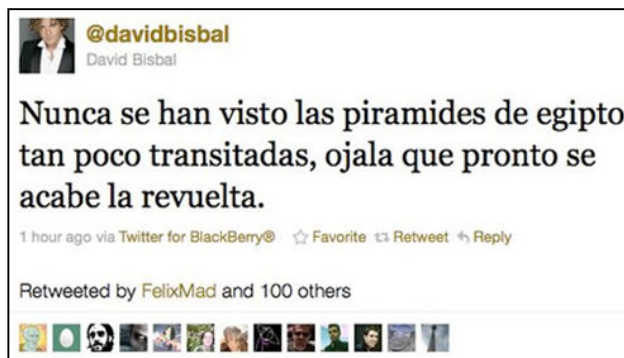 @davidbisbal
David Bisbal
Nunca se han visto las piramides de egipto
tan poco transitadas, ojala que pronto se
acabe la revuelta.
1 hour ago via Twitter for BlackBerry® Favorite Retweet Reply
Retweeted by FelixMad and 100 others